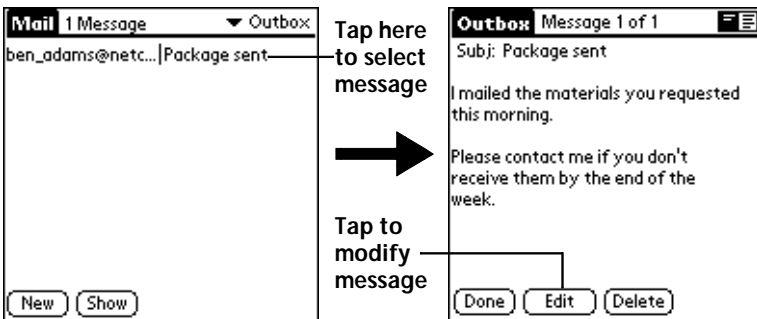 Mail 1 Message Outbox
ben_adams@netc... Package sent
New Show
Tap here
to select
message
Tap to
modify
message
Outbox Message 1 of 1
Subj: Package sent
I mailed the materials you requested
this morning.
Please contact me if you don't
receive them by the end of the
week.
Done Edit Delete